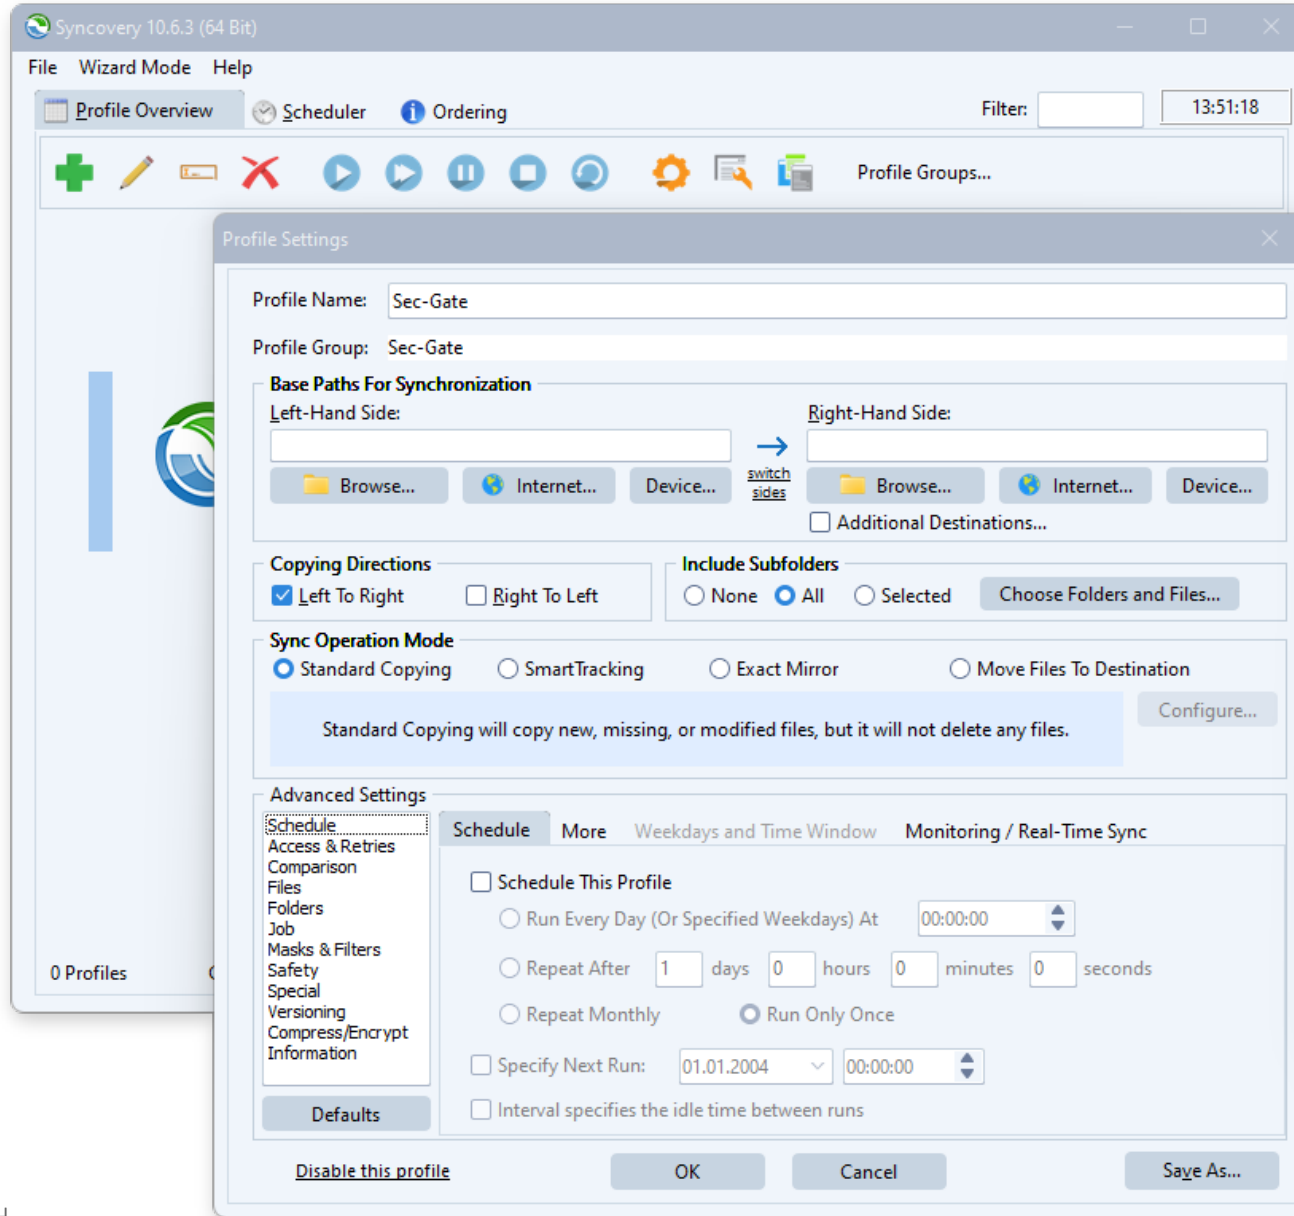 Syncovery 10.6.3 (64 Bit)
File Wizard Mode Help
Profile Overview Scheduler Ordering Filter: 13:51:18
Profile Groups...
Profile Settings
Profile Name: Sec-Gate
Profile Group: Sec-Gate
Base Paths For Synchronization
Left-Hand Side: Right-Hand Side:
switch
Browse... Internet... Device... sides Browse... Internet... Device...
Additional Destinations...
Copying Directions Include Subfolders
Left To Right Right To Left None All Selected Choose Folders and Files...
Sync Operation Mode
Standard Copying SmartTracking Exact Mirror Move Files To Destination
Configure...
Standard Copying will copy new, missing, or modified files, but it will not delete any files.
Advanced Settings
Schedule
Access & Retries
Comparison
Files
Folders
Job
Masks & Filters
Safety
Special
Versioning
Compress/Encrypt
Information
Defaults
Schedule More Weekdays and Time Window Monitoring / Real-Time Sync
Schedule This Profile
Run Every Day (Or Specified Weekdays) At 00:00:00
Repeat After 1 days 0 hours 0 minutes 0 seconds
Repeat Monthly Run Only Once
Specify Next Run: 01.01.2004 00:00:00
Interval specifies the idle time between runs
0 Profiles
Disable this profile OK Cancel Save As...